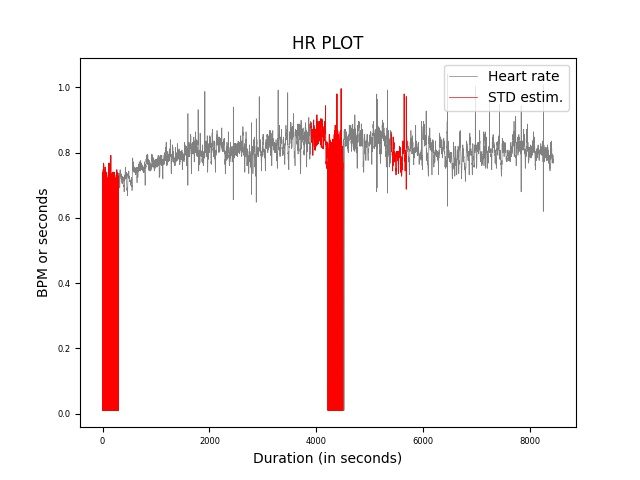 HR PLOT
Heart rate
STD estim.
1.0
0.8
0.6
0.4
0.2
0.0
BPM or seconds
0 2000 4000 6000 8000
Duration (in seconds)